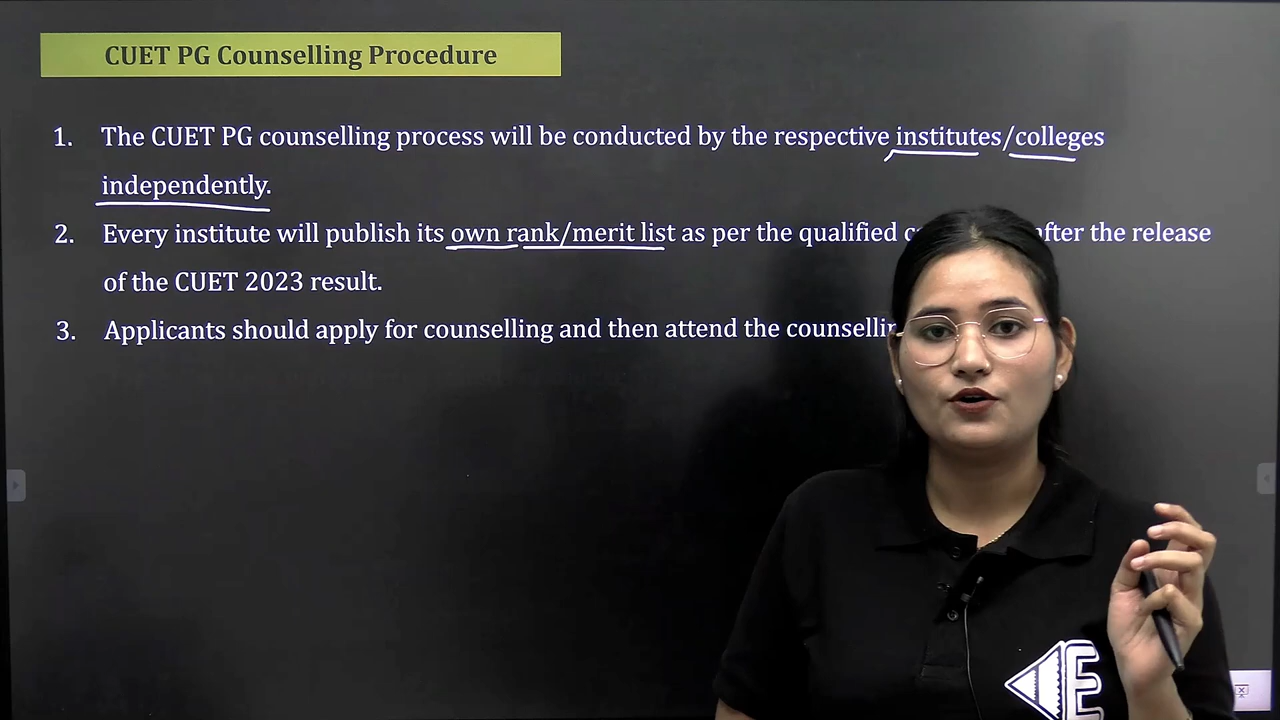 CUET PG Counselling Procedure
1. The CUET PG counselling process will be conducted by the respective institutes/colleges
independently.
2. Every institute will publish its own rank/merit list as per the qualified after the release
of the CUET 2023 result.
3. Applicants should apply for counselling and then attend the